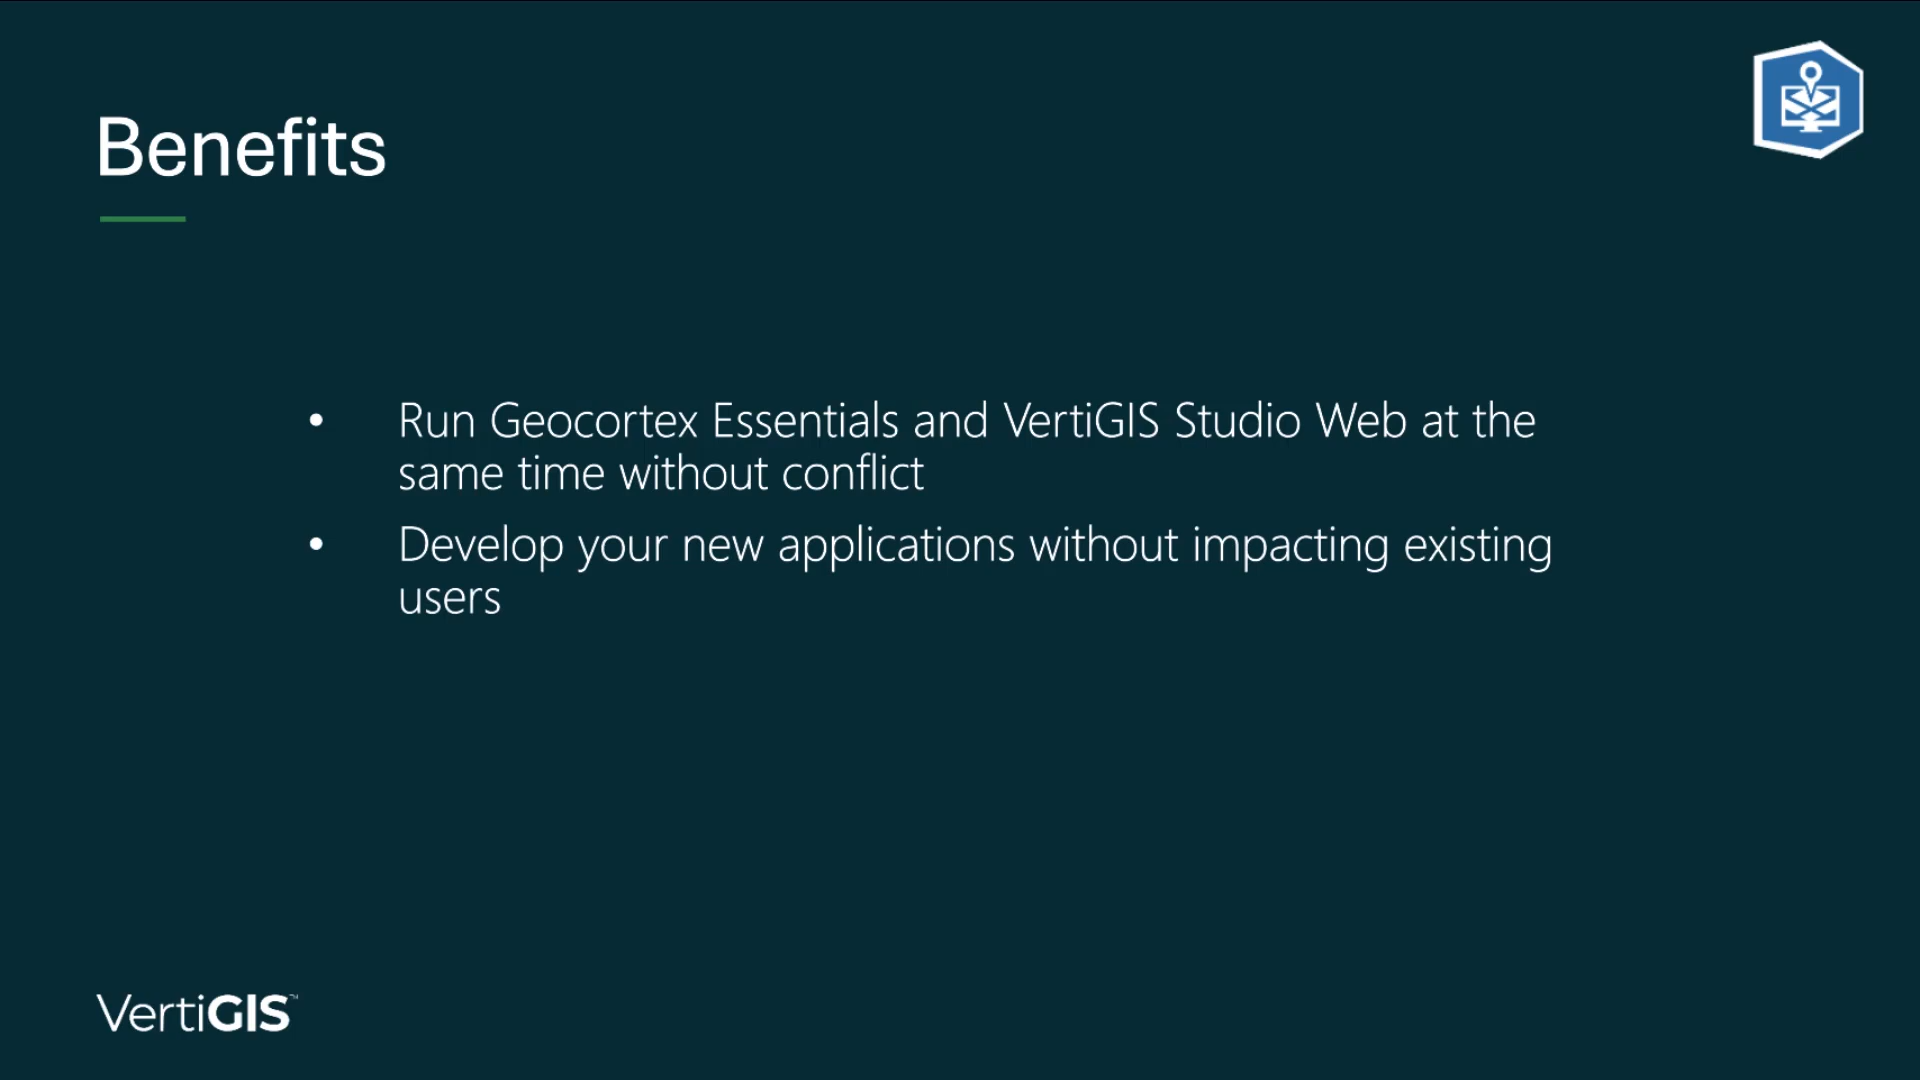 Benefits
• Run Geocortex Essentials and VertiGIS Studio Web at the
same time without conflict
• Develop your new applications without impacting existing
users
VertiGIS™